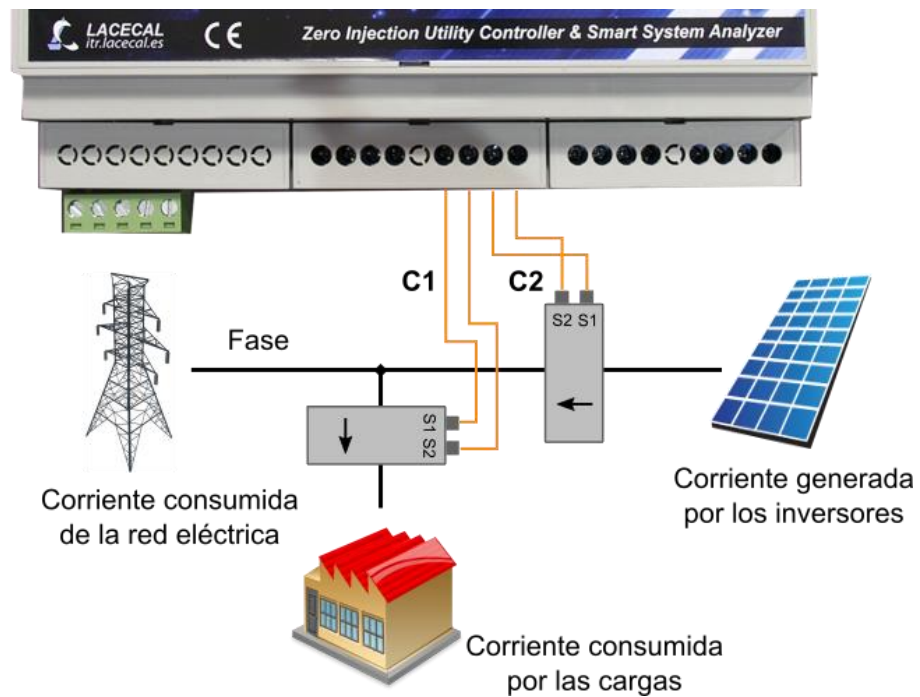 LACECAL
itr.lacecal.es
CE
Zero Injection Utility Controller & Smart System Analyzer
C1
C2
S2 S1
Fase
S1
S2
Corriente consumida
de la red eléctrica
Corriente generada
por los inversores
Corriente consumida
por las cargas